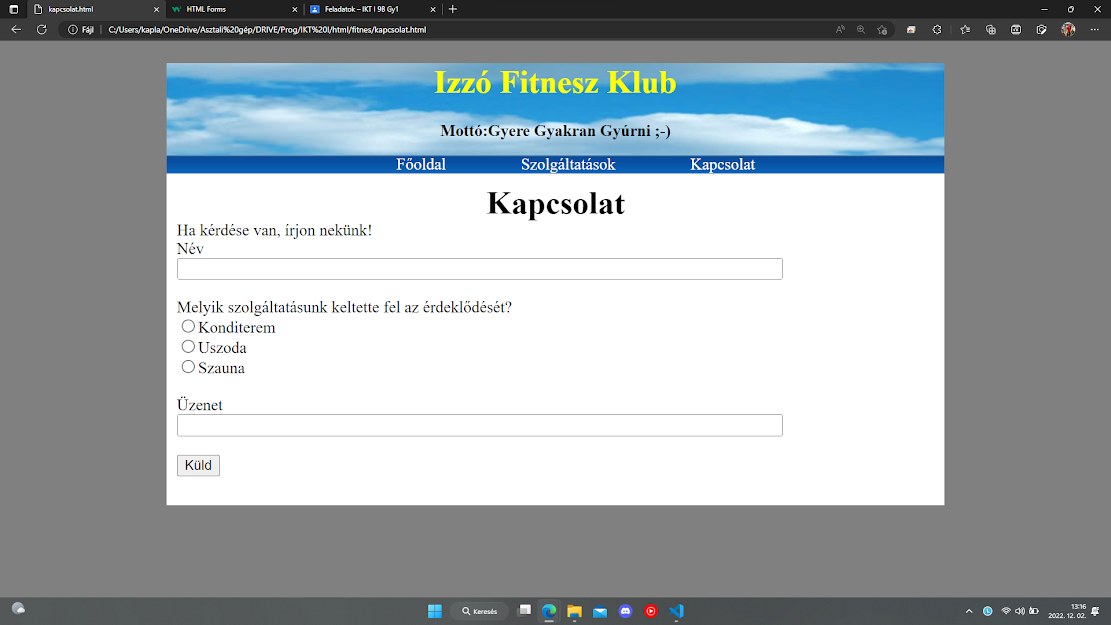 kapcsolat.html
HTML Forms
Feladatok – IKT I 9B Gy1
Fájl
C:/Users/kapla/OneDrive/Asztali%20gép/DRIVE/Prog/IKT%20I/html/fitnes/kapcsolat.html
Izzó Fitnesz Klub
Mottó:Gyere Gyakran Gyúrni ;-)
Főoldal Szolgáltatások Kapcsolat
Kapcsolat
Ha kérdése van, írjon nekünk!
Név
Melyik szolgáltatásunk keltette fel az érdeklődését?
Konditerem
Uszoda
Szauna
Üzenet
Küld
Keresés
13:16
2022. 12. 02.